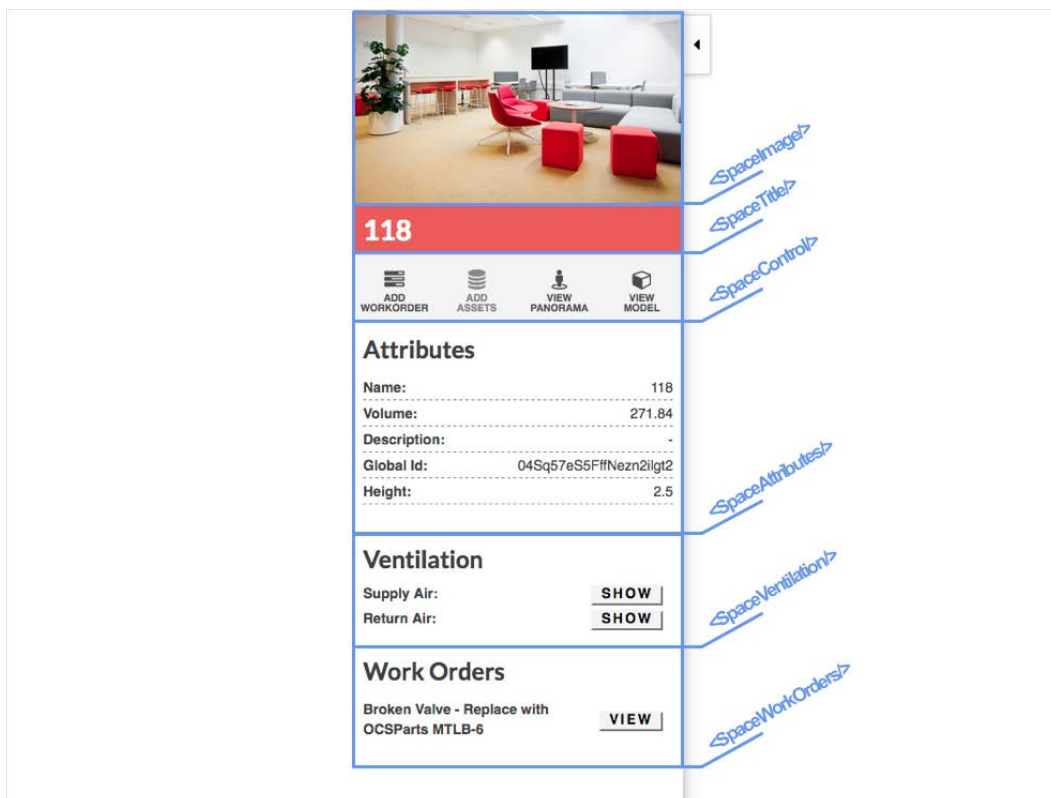 <SpaceImage/>
<SpaceTitle/>
118
<SpaceControl/>
ADD WORKORDER
ADD ASSETS
VIEW PANORAMA
VIEW MODEL
Attributes
Name: 118
Volume: 271.84
Description: -
<SpaceAttributes/>
Global Id: 04Sq57eS5FffNezn2ilgt2
Height: 2.5
Ventilation
<SpaceVentilation/>
Supply Air: SHOW
Return Air: SHOW
Work Orders
<SpaceWorkOrders/>
Broken Valve - Replace with
OCSParts MTLB-6
VIEW